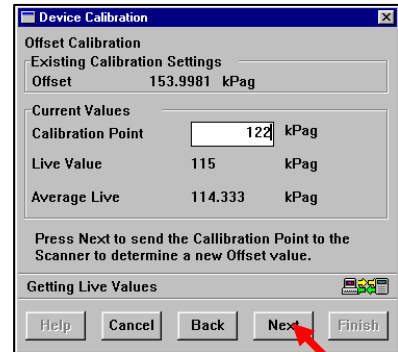 Device Calibration
Offset Calibration
Existing Calibration Settings
Offset 153.9981 kPag
Current Values
Calibration Point 122 kPag
Live Value 115 kPag
Average Live 114.333 kPag
Press Next to send the Callibration Point to the
Scanner to determine a new Offset value.
Getting Live Values
Help Cancel Back Next Finish